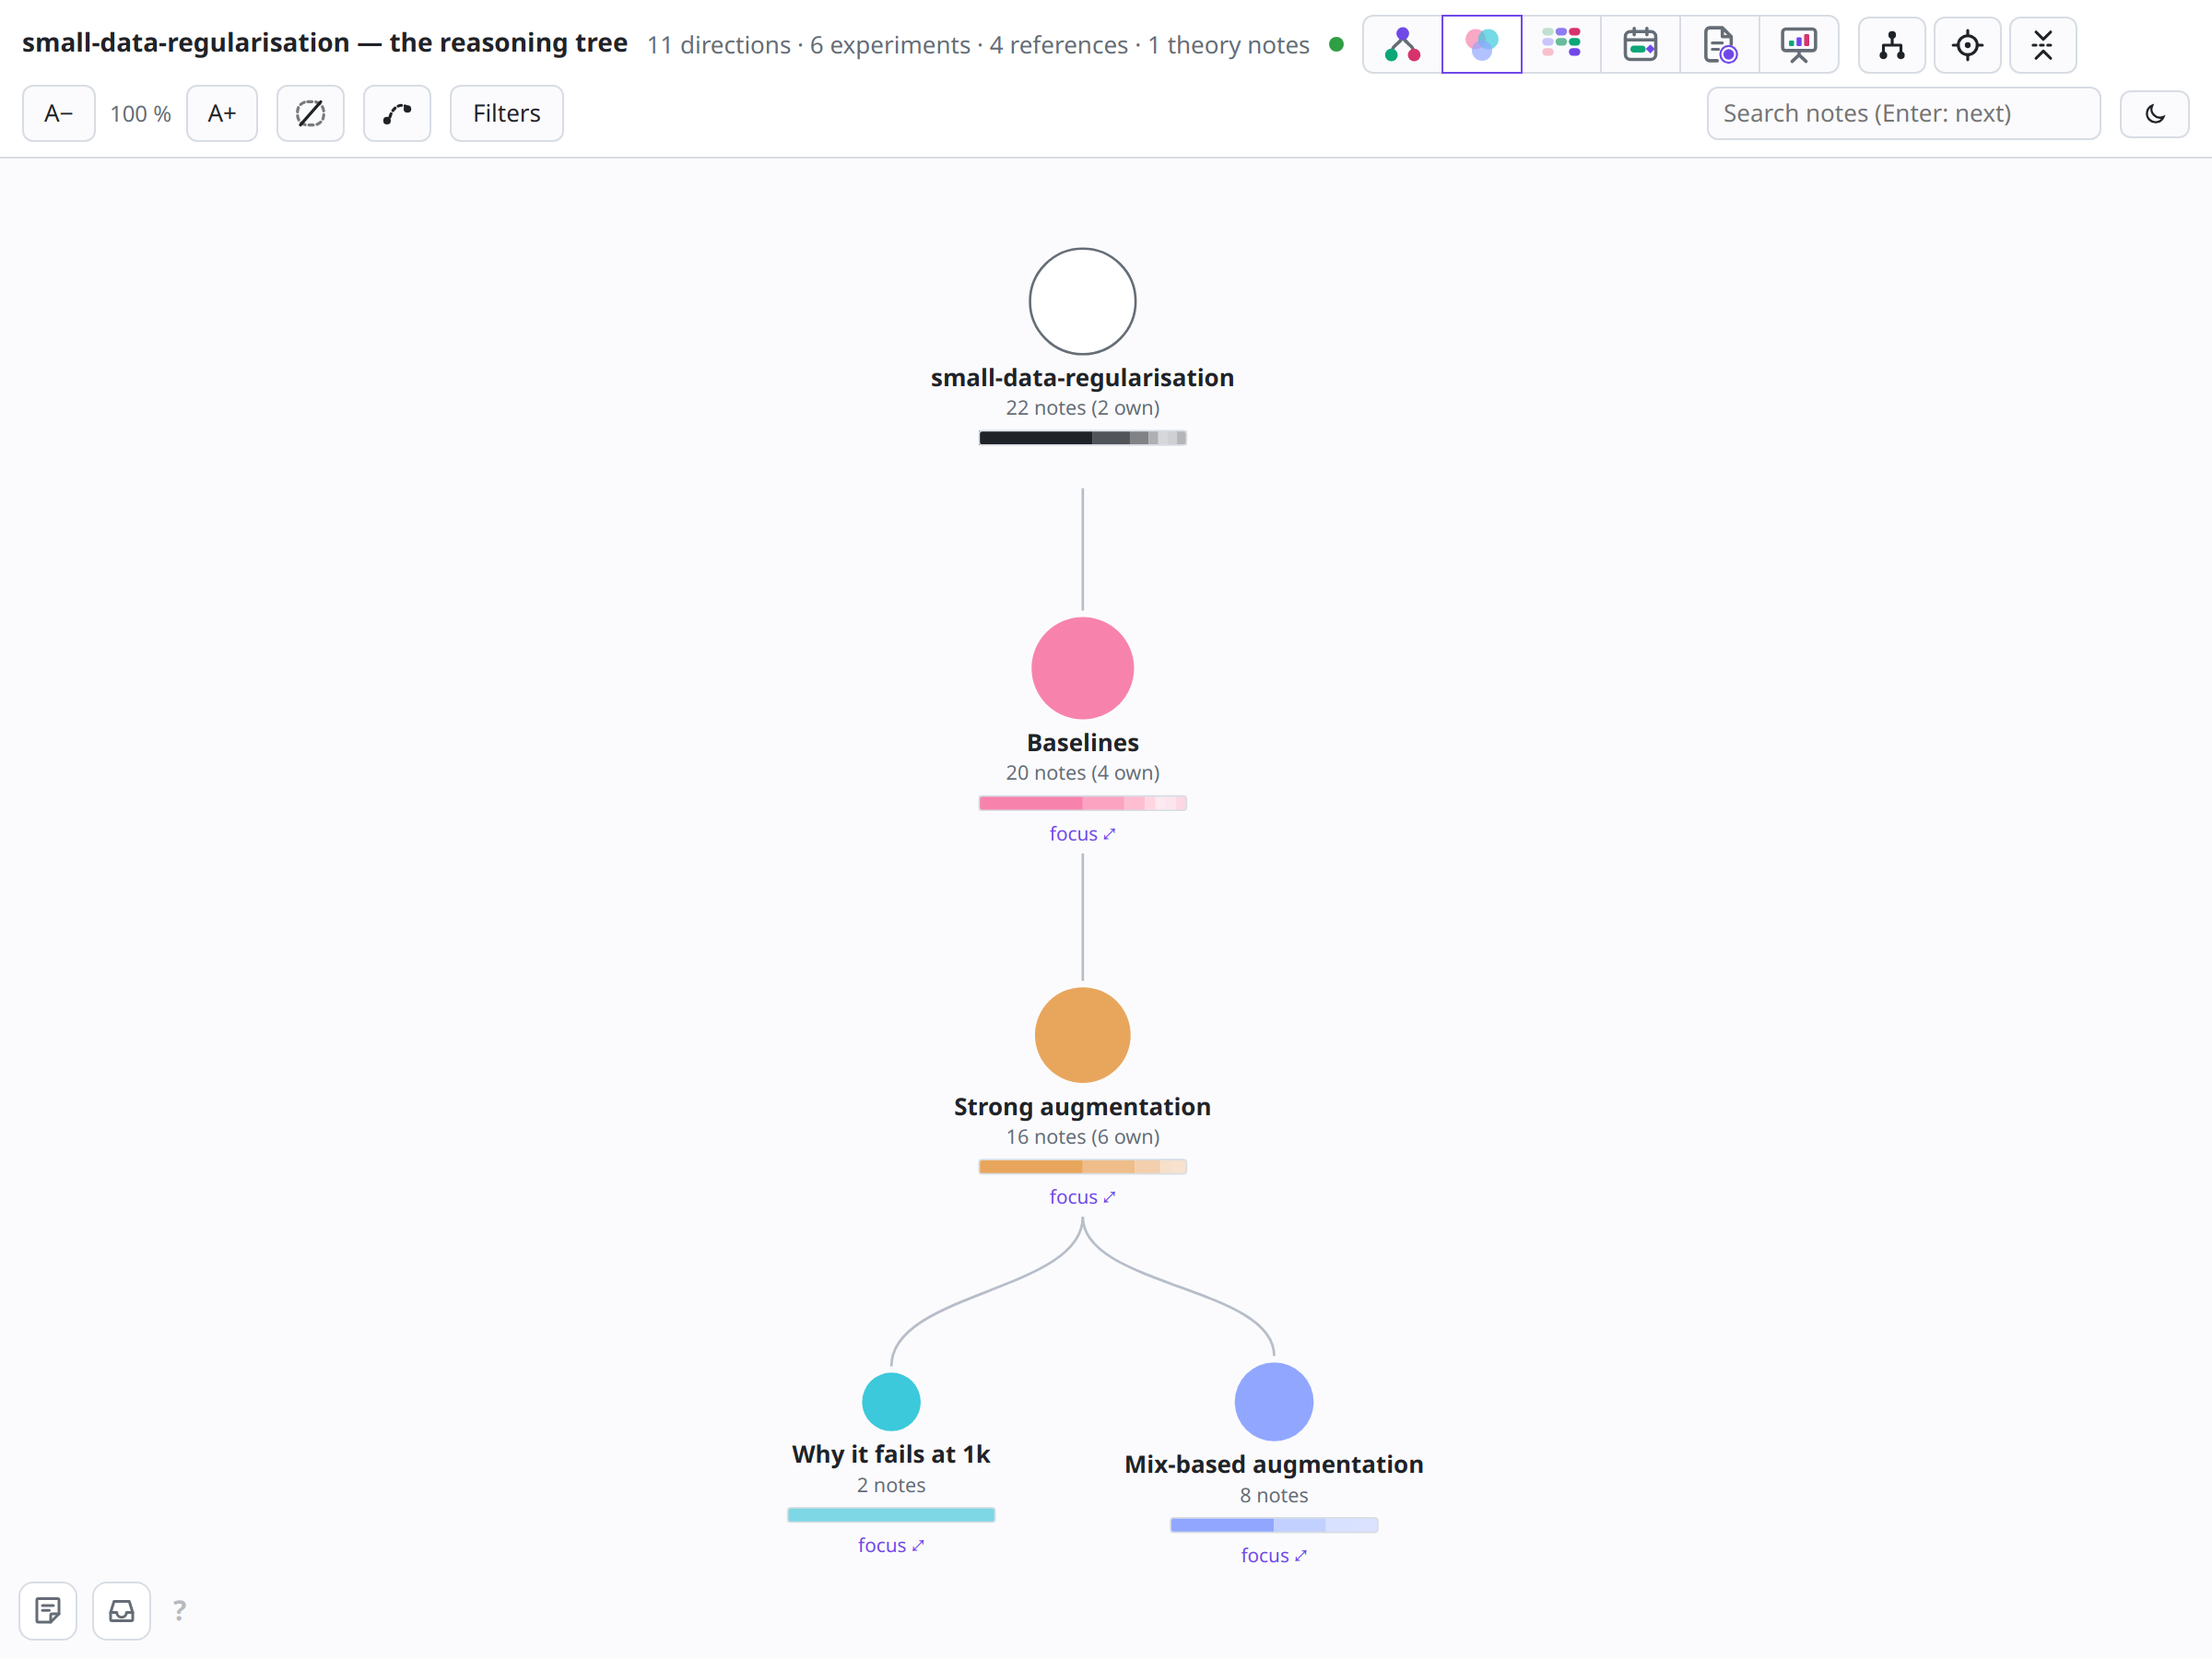 small-data-regularisation — the reasoning tree
11 directions · 6 experiments · 4 references · 1 theory notes
A−
100 %
A+
Filters
Search notes (Enter: next)
small-data-regularisation
22 notes (2 own)
Baselines
20 notes (4 own)
focus ⤢
Strong augmentation
16 notes (6 own)
focus ⤢
Why it fails at 1k
2 notes
focus ⤢
Mix-based augmentation
8 notes
focus ⤢
?